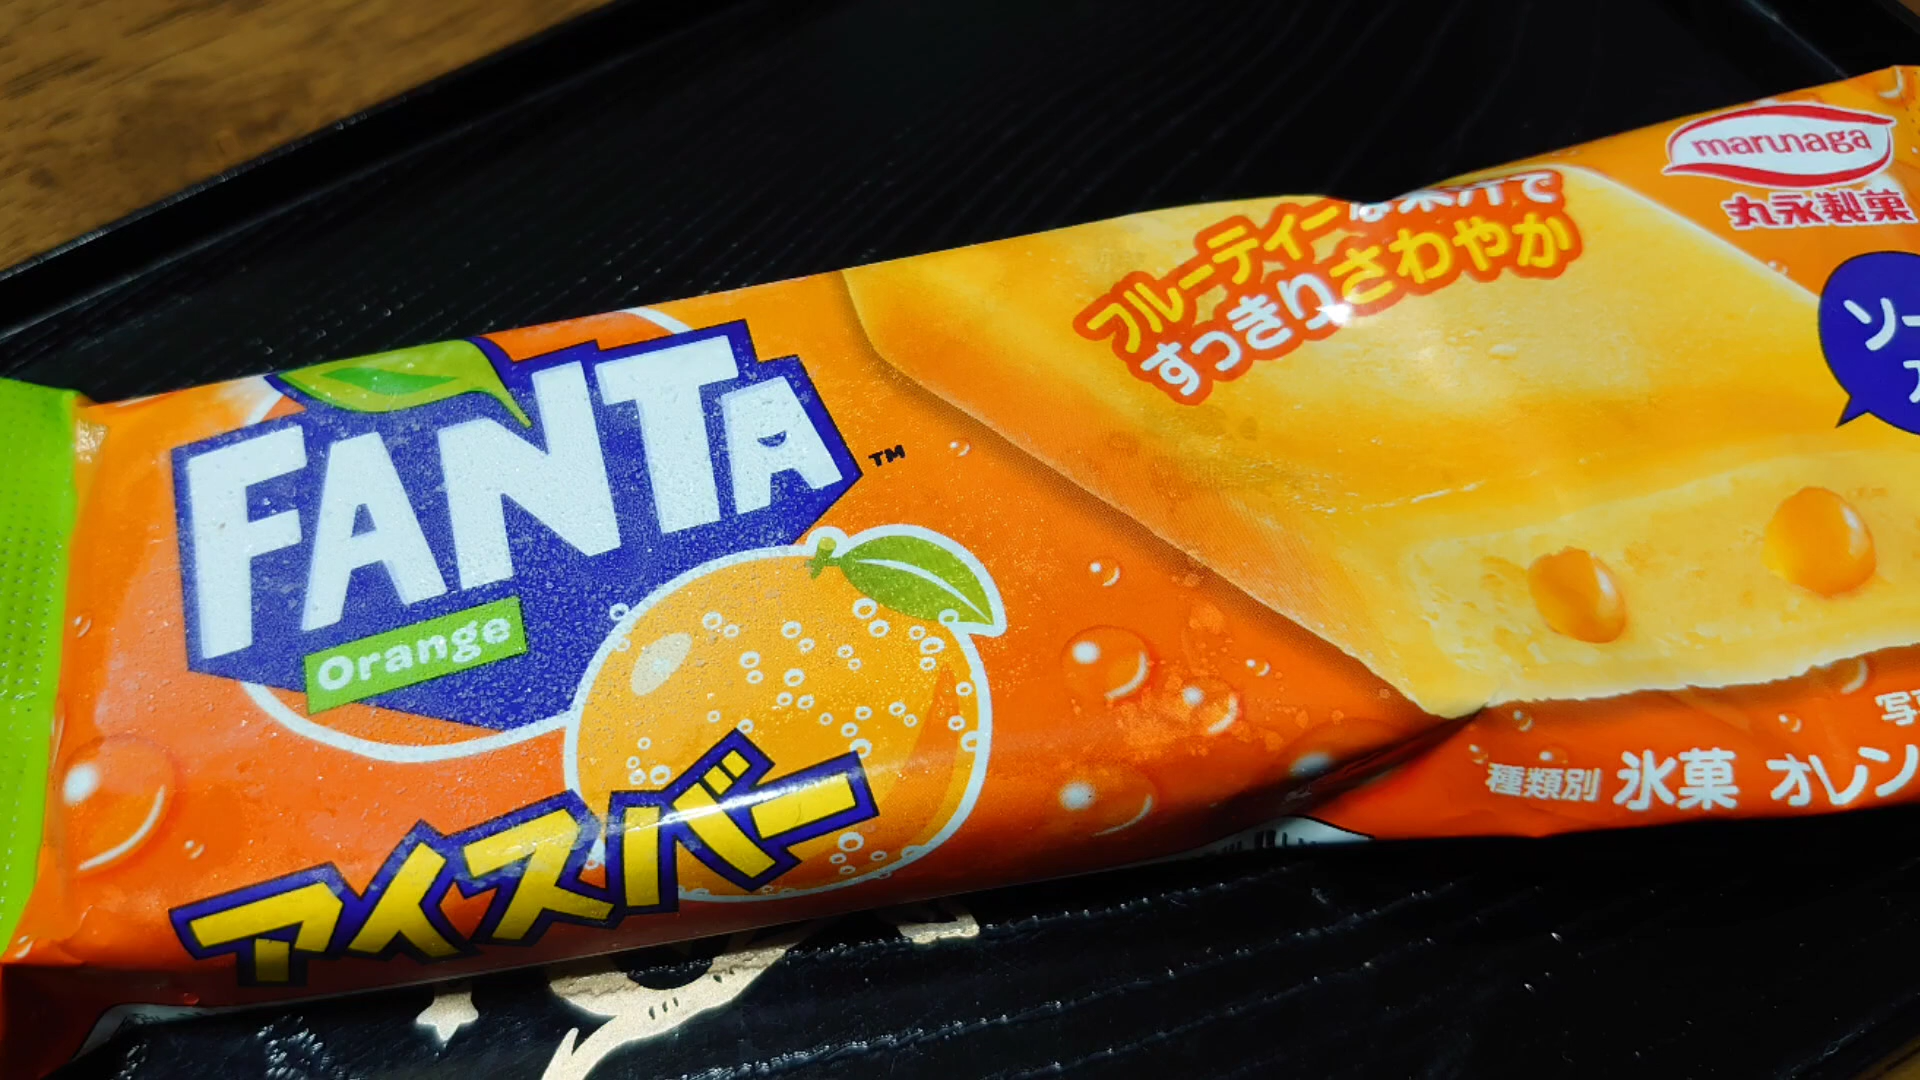 FANTA
TM
Orange
アイスバー
フルーティーな果汁で
すっきりさわやか
marunaga
丸永製菓
ソー
種類別 氷菓 オレン